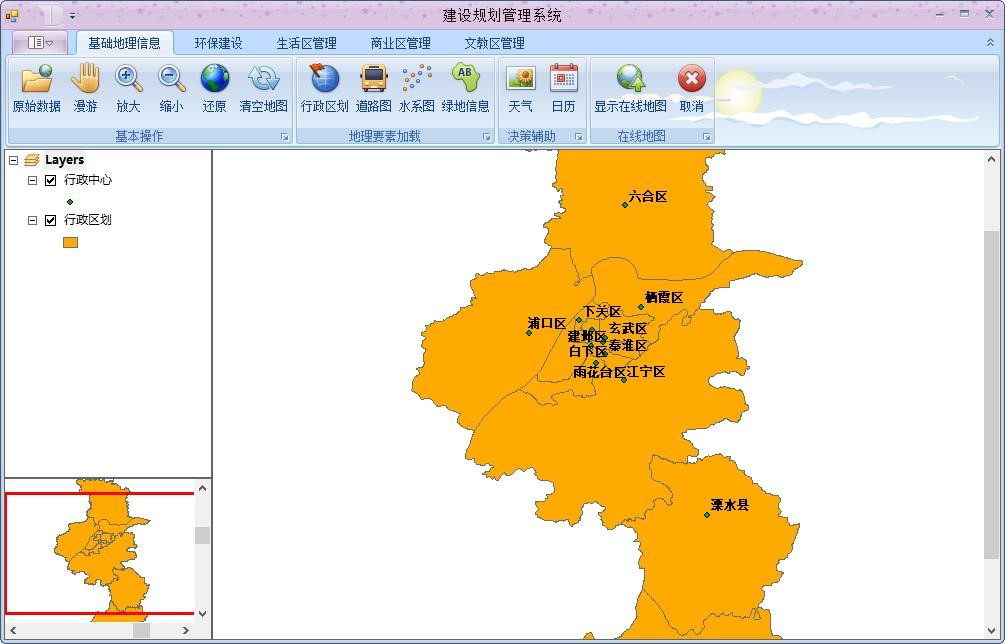 建设规划管理系统
基础地理信息 环保建设 生活区管理 商业区管理 文教区管理
原始数据 漫游 放大 缩小 还原 清空地图 行政区划 道路图 水系图 绿地信息 天气 日历 显示在线地图 取消
基本操作 地理要素加载 决策辅助 在线地图
Layers
行政中心
行政区划
六合区
栖霞区
下关区
浦口区
玄武区
建邺区
秦淮区
白下区
雨花台区
江宁区
溧水县
AB